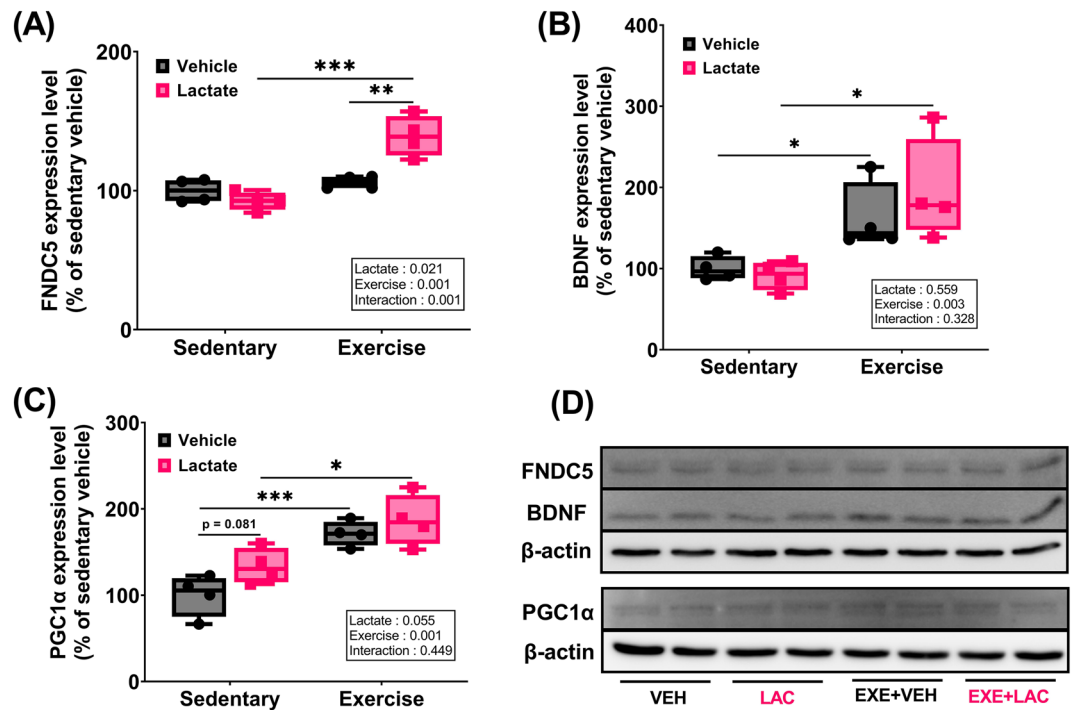 (A)
FNDC5 expression level
(% of sedentary vehicle)
200
100
0
Vehicle
Lactate
***
**
Lactate : 0.021
Exercise : 0.001
Interaction : 0.001
Sedentary Exercise
(B)
BDNF expression level
(% of sedentary vehicle)
400
300
200
100
0
Vehicle
Lactate
*
*
Lactate : 0.559
Exercise : 0.003
Interaction : 0.328
Sedentary Exercise
(C)
PGC1α expression level
(% of sedentary vehicle)
300
200
100
0
Vehicle
Lactate
*
***
p = 0.081
Lactate : 0.055
Exercise : 0.001
Interaction : 0.449
Sedentary Exercise
(D)
FNDC5
BDNF
β-actin
PGC1α
β-actin
VEH LAC EXE+VEH EXE+LAC